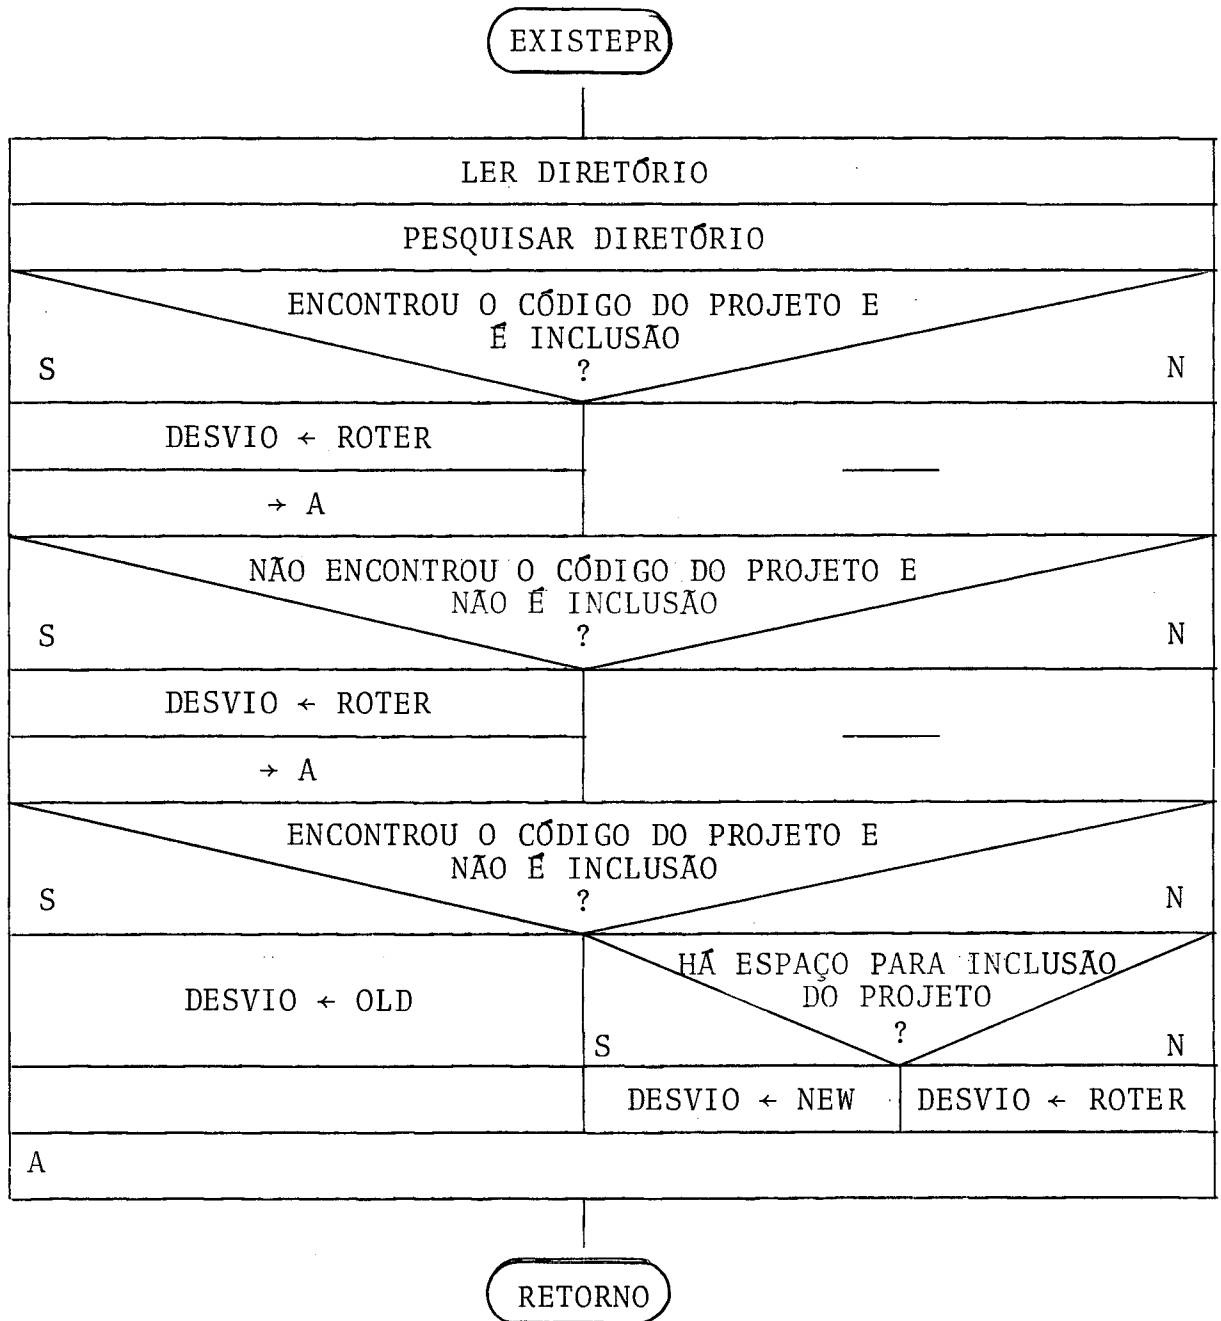 EXISTEPR
LER DIRETÓRIO
PESQUISAR DIRETÓRIO
ENCONTROU O CÓDIGO DO PROJETO E
É INCLUSÃO
?
S
N
DESVIO ← ROTER
→ A
NÃO ENCONTROU O CÓDIGO DO PROJETO E
NÃO É INCLUSÃO
?
S
N
DESVIO ← ROTER
→ A
ENCONTROU O CÓDIGO DO PROJETO E
NÃO É INCLUSÃO
?
S
N
DESVIO ← OLD
HÁ ESPAÇO PARA INCLUSÃO
DO PROJETO
?
S
N
DESVIO ← NEW
DESVIO ← ROTER
A
RETORNO